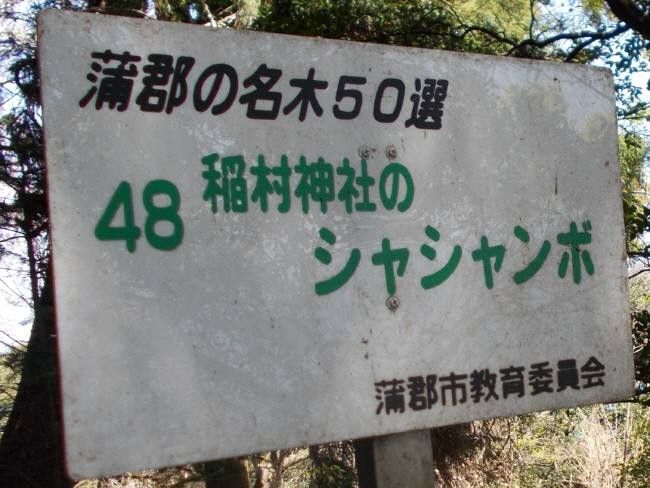 蒲郡の名木50選
48 稲村神社の
シャシャンボ
蒲郡市教育委員会